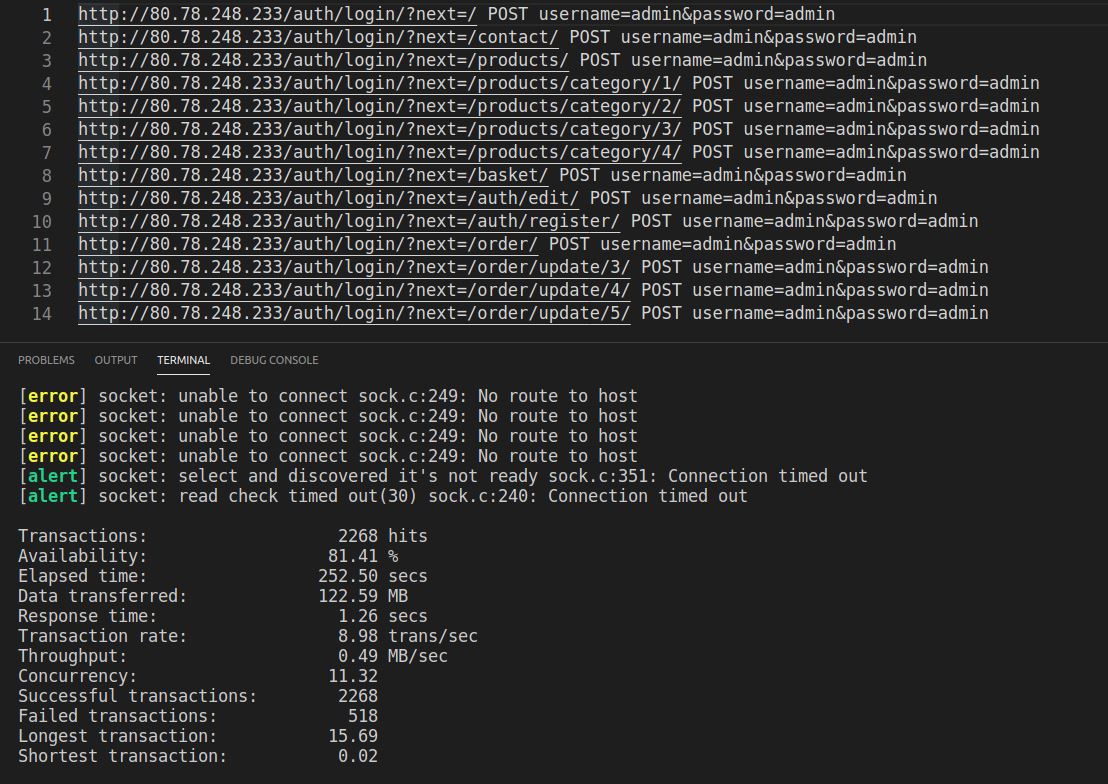 1 http://80.78.248.233/auth/login/?next=/ POST username=admin&password=admin
2 http://80.78.248.233/auth/login/?next=/contact/ POST username=admin&password=admin
3 http://80.78.248.233/auth/login/?next=/products/ POST username=admin&password=admin
4 http://80.78.248.233/auth/login/?next=/products/category/1/ POST username=admin&password=admin
5 http://80.78.248.233/auth/login/?next=/products/category/2/ POST username=admin&password=admin
6 http://80.78.248.233/auth/login/?next=/products/category/3/ POST username=admin&password=admin
7 http://80.78.248.233/auth/login/?next=/products/category/4/ POST username=admin&password=admin
8 http://80.78.248.233/auth/login/?next=/basket/ POST username=admin&password=admin
9 http://80.78.248.233/auth/login/?next=/auth/edit/ POST username=admin&password=admin
10 http://80.78.248.233/auth/login/?next=/auth/register/ POST username=admin&password=admin
11 http://80.78.248.233/auth/login/?next=/order/ POST username=admin&password=admin
12 http://80.78.248.233/auth/login/?next=/order/update/3/ POST username=admin&password=admin
13 http://80.78.248.233/auth/login/?next=/order/update/4/ POST username=admin&password=admin
14 http://80.78.248.233/auth/login/?next=/order/update/5/ POST username=admin&password=admin
PROBLEMS OUTPUT TERMINAL DEBUG CONSOLE
[error] socket: unable to connect sock.c:249: No route to host
[error] socket: unable to connect sock.c:249: No route to host
[error] socket: unable to connect sock.c:249: No route to host
[error] socket: unable to connect sock.c:249: No route to host
[alert] socket: select and discovered it's not ready sock.c:351: Connection timed out
[alert] socket: read check timed out(30) sock.c:240: Connection timed out
Transactions: 2268 hits
Availability: 81.41 %
Elapsed time: 252.50 secs
Data transferred: 122.59 MB
Response time: 1.26 secs
Transaction rate: 8.98 trans/sec
Throughput: 0.49 MB/sec
Concurrency: 11.32
Successful transactions: 2268
Failed transactions: 518
Longest transaction: 15.69
Shortest transaction: 0.02